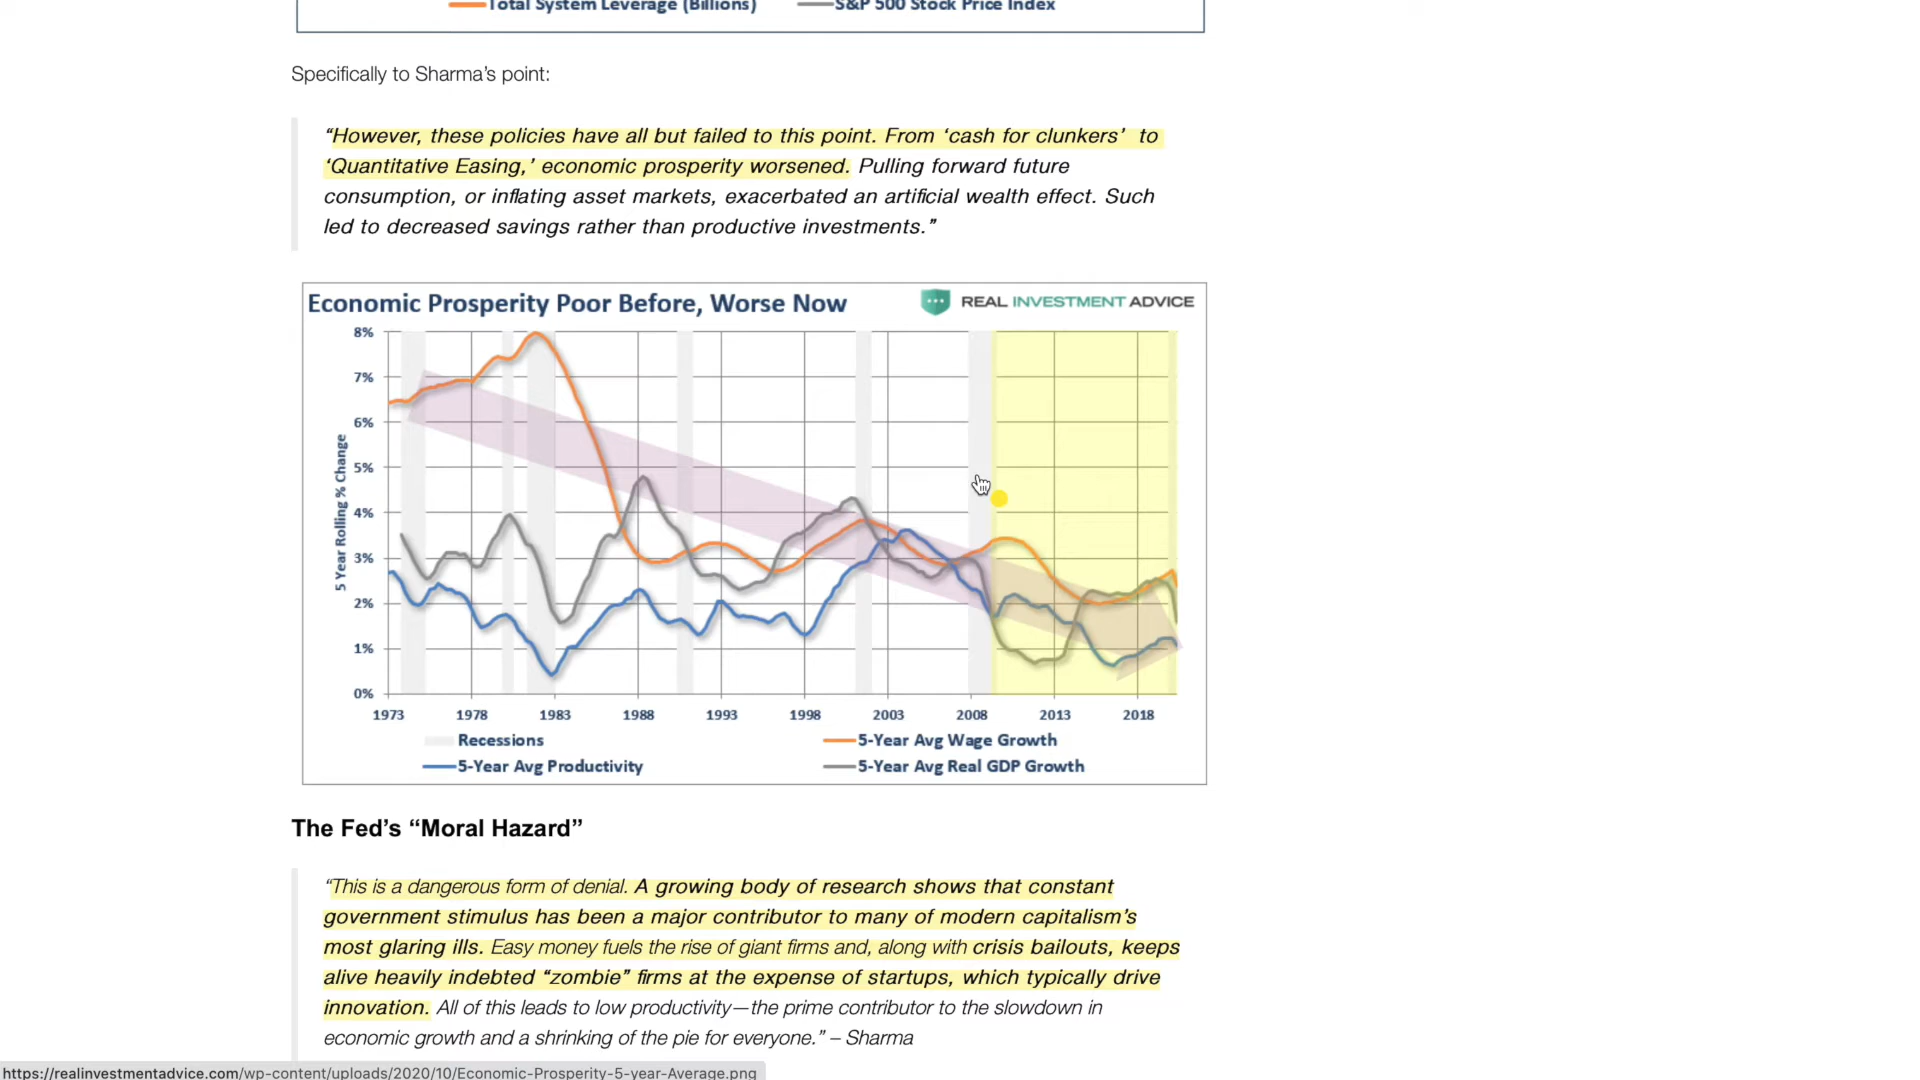 Total System Leverage (Billions) S&P 500 Stock Price Index
Specifically to Sharma's point:
“However, these policies have all but failed to this point. From ‘cash for clunkers’ to
‘Quantitative Easing,’ economic prosperity worsened. Pulling forward future
consumption, or inflating asset markets, exacerbated an artificial wealth effect. Such
led to decreased savings rather than productive investments.”
Economic Prosperity Poor Before, Worse Now
REAL INVESTMENT ADVICE
8%
7%
6%
5%
4%
3%
2%
1%
0%
5 Year Rolling % Change
1973 1978 1983 1988 1993 1998 2003 2008 2013 2018
Recessions 5-Year Avg Wage Growth
5-Year Avg Productivity 5-Year Avg Real GDP Growth
The Fed's “Moral Hazard”
“This is a dangerous form of denial. A growing body of research shows that constant
government stimulus has been a major contributor to many of modern capitalism's
most glaring ills. Easy money fuels the rise of giant firms and, along with crisis bailouts, keeps
alive heavily indebted “zombie” firms at the expense of startups, which typically drive
innovation. All of this leads to low productivity—the prime contributor to the slowdown in
economic growth and a shrinking of the pie for everyone.” – Sharma
https://realinvestmentadvice.com/wp-content/uploads/2020/10/Economic-Prosperity-5-year-Average.png